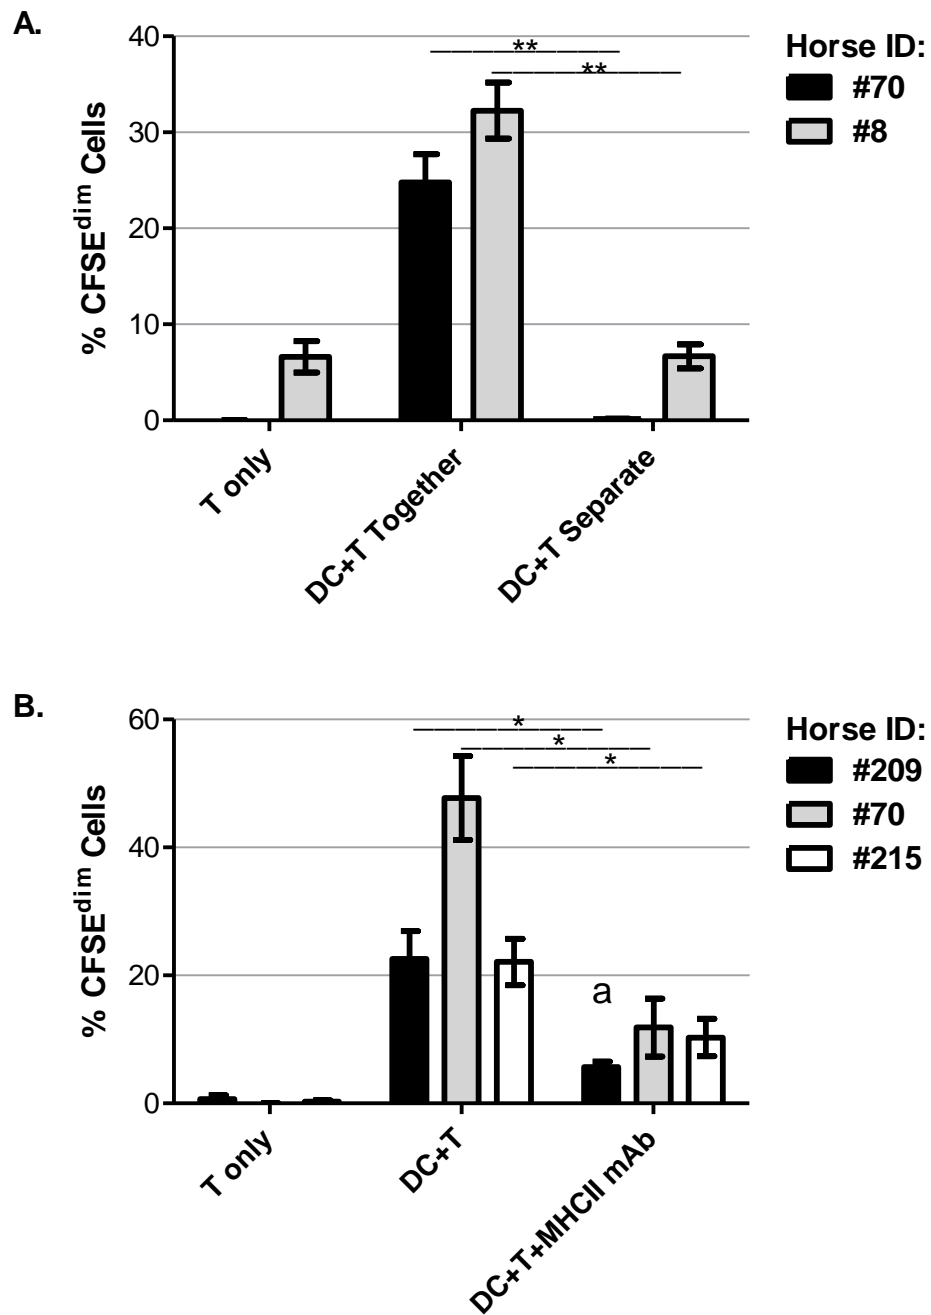 A.
40
30
20
10
0
% CFSE^dim Cells
**
**
T only
DC+T Together
DC+T Separate
Horse ID:
#70
#8
B.
60
40
20
0
% CFSE^dim Cells
*
*
*
a
T only
DC+T
DC+T+MHCII mAb
Horse ID:
#209
#70
#215